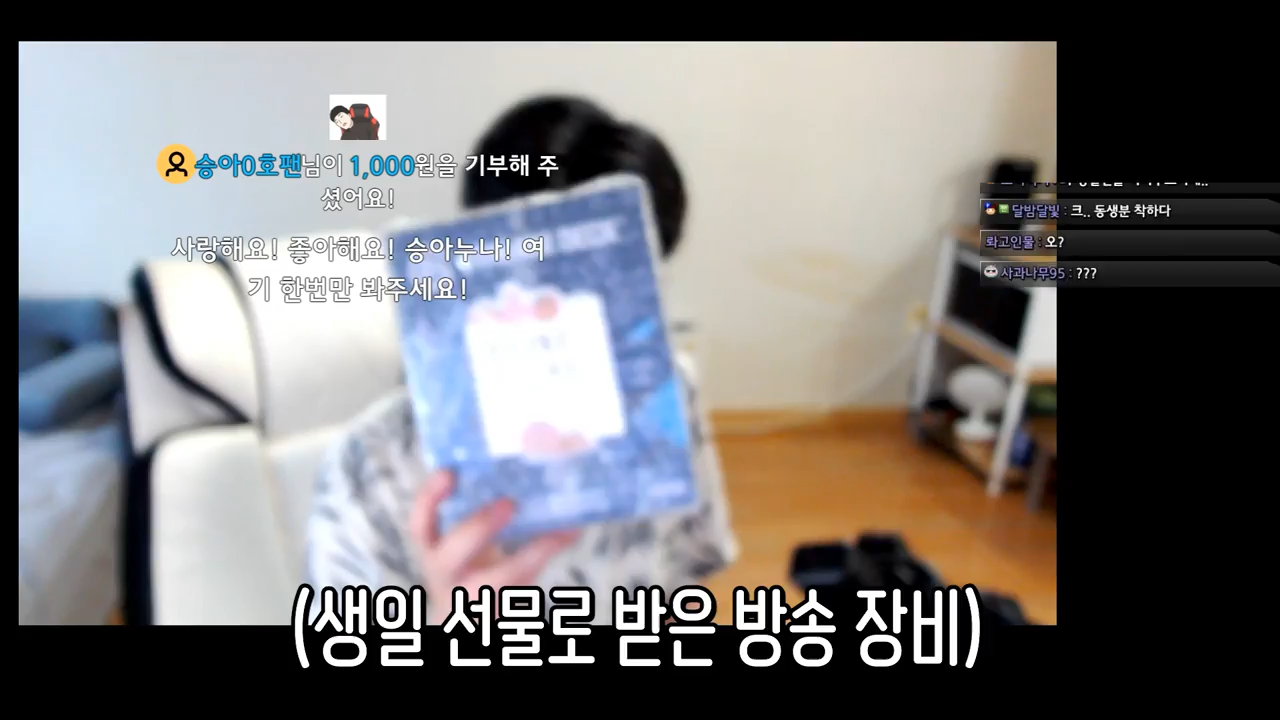 승아0호팬님이 1,000원을 기부해 주
셨어요!
사랑해요! 좋아해요! 승아누나! 여
기 한번만 봐주세요!
달밤달빛 : 크.. 동생분 착하다
롸고인물 : 오?
사과나무95 : ???
(생일 선물로 받은 방송 장비)